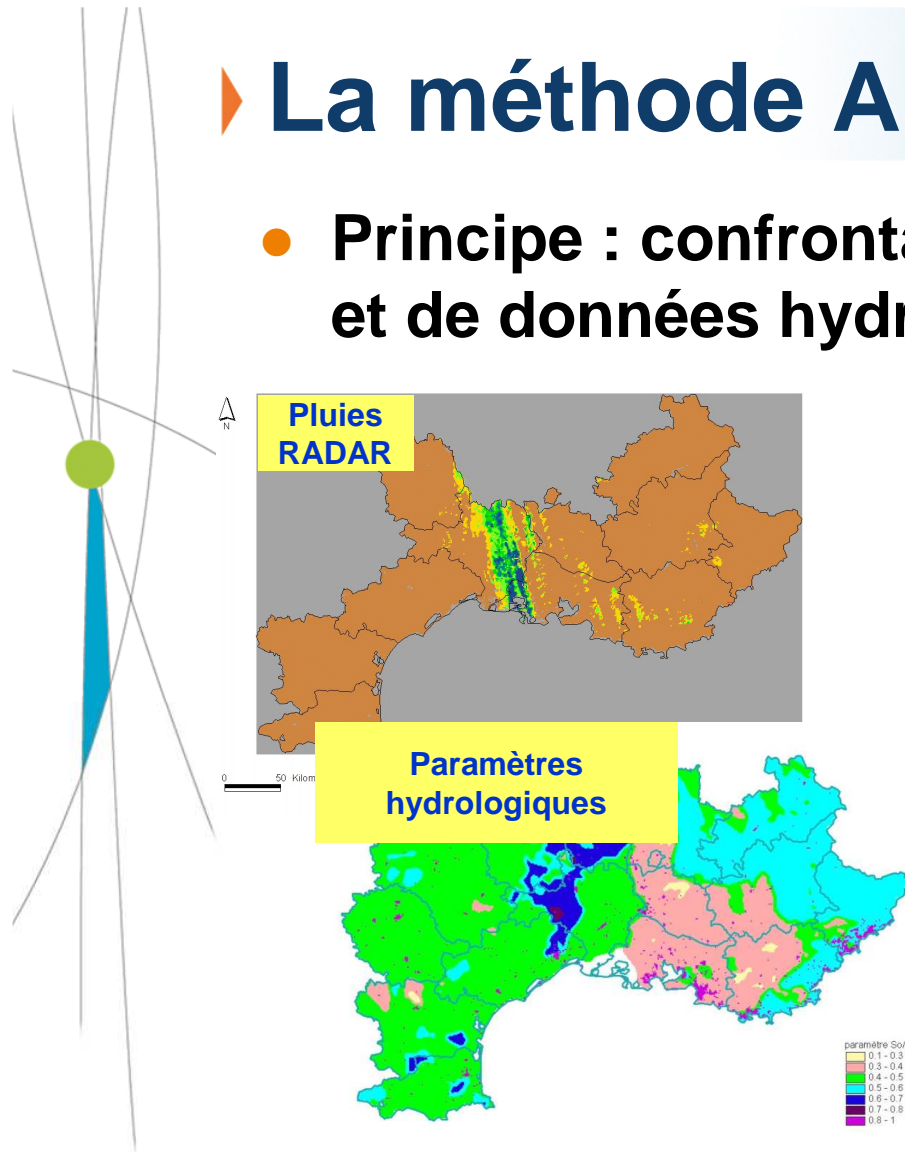 La méthode A
Principe : confronta
et de données hydr
Pluies
RADAR
N
0 50 Kilom
Paramètres
hydrologiques
paramètre So/
0.1 - 0.3
0.3 - 0.4
0.4 - 0.5
0.5 - 0.6
0.6 - 0.7
0.7 - 0.8
0.8 - 1